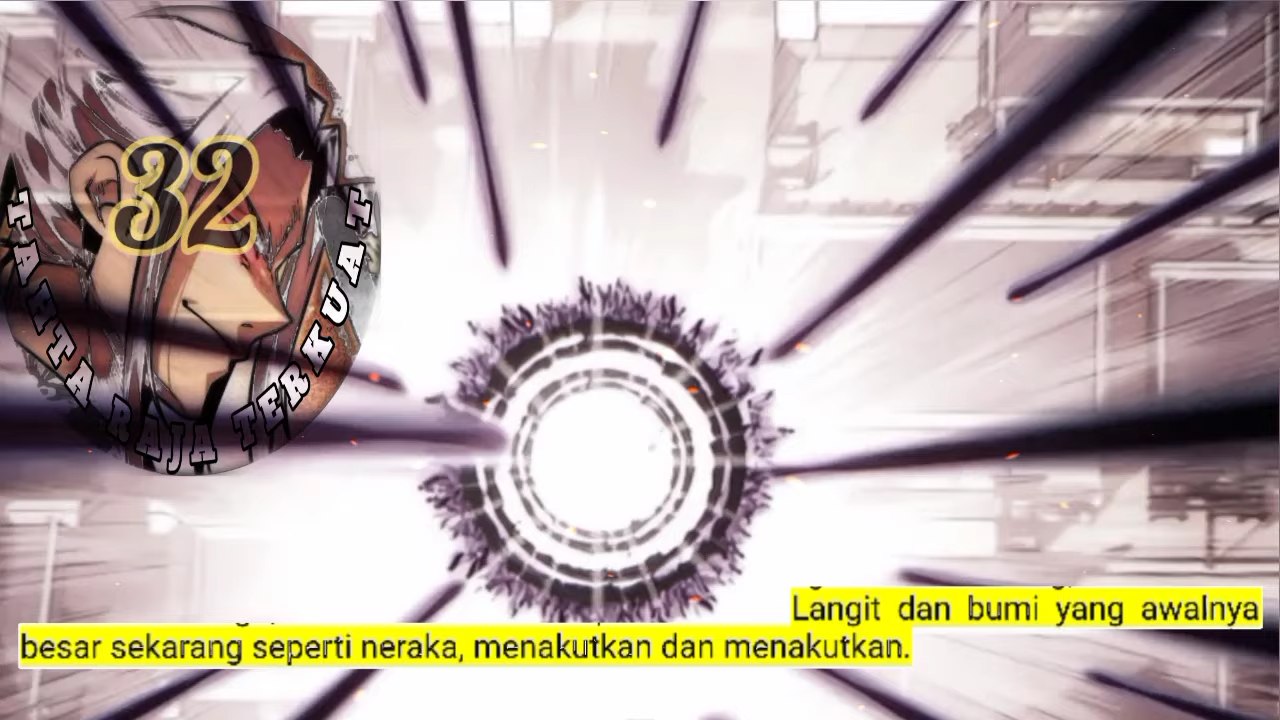 32
TAHTA RAJA TERKUAT
Langit dan bumi yang awalnya
besar sekarang seperti neraka, menakutkan dan menakutkan.